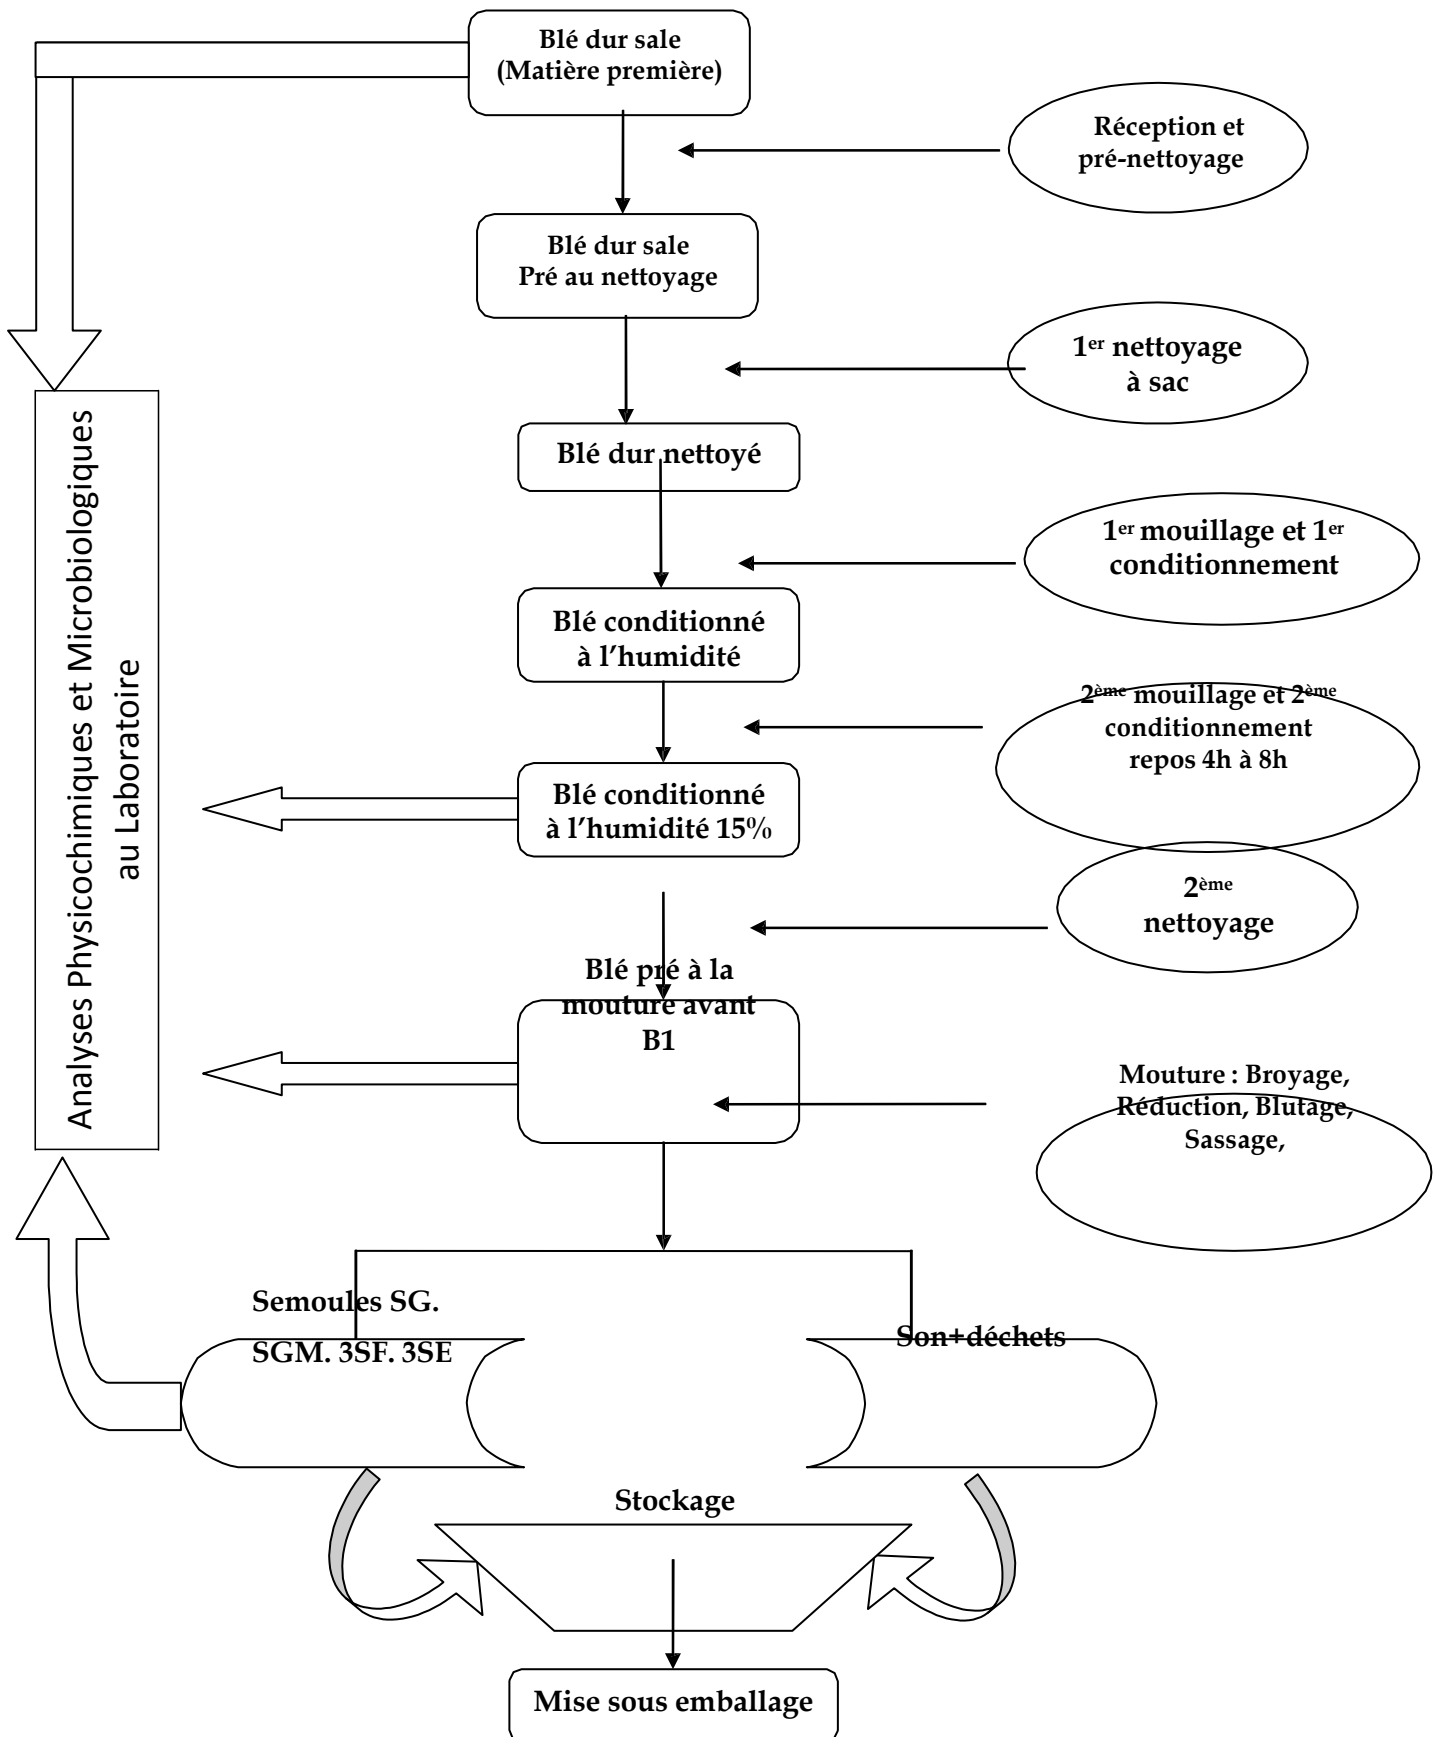 Blé dur sale
(Matière première)
Réception et
pré-nettoyage
Blé dur sale
Pré au nettoyage
1er nettoyage
à sac
Blé dur nettoyé
1er mouillage et 1er
conditionnement
Blé conditionné
à l’humidité
2ème mouillage et 2ème
conditionnement
repos 4h à 8h
Blé conditionné
à l’humidité 15%
2ème
nettoyage
Blé pré à la
mouture avant
B1
Mouture : Broyage,
Réduction, Blutage,
Sassage,
Analyses Physicochimiques et Microbiologiques
au Laboratoire
Semoules SG.
SGM. 3SF. 3SE
Son+déchets
Stockage
Mise sous emballage